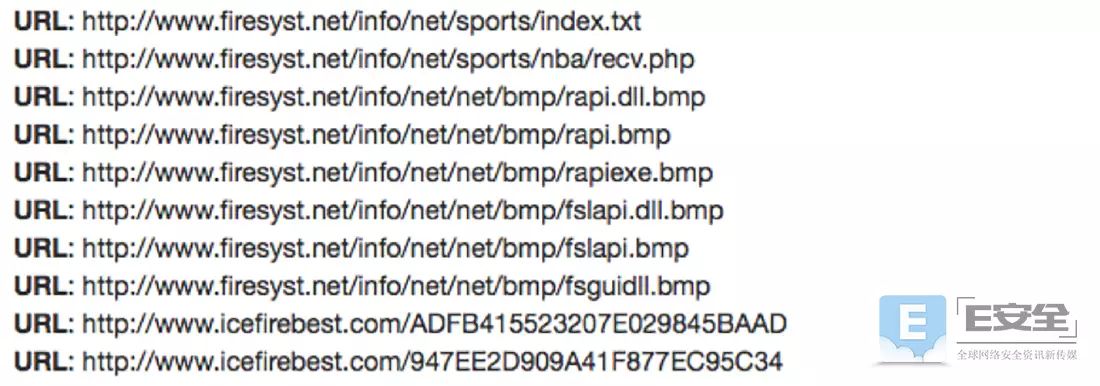 URL: http://www.firesyst.net/info/net/sports/index.txt
URL: http://www.firesyst.net/info/net/sports/nba/recv.php
URL: http://www.firesyst.net/info/net/net/bmp/rapi.dll.bmp
URL: http://www.firesyst.net/info/net/net/bmp/rapi.bmp
URL: http://www.firesyst.net/info/net/net/bmp/rapiexe.bmp
URL: http://www.firesyst.net/info/net/net/bmp/fslapi.dll.bmp
URL: http://www.firesyst.net/info/net/net/bmp/fslapi.bmp
URL: http://www.firesyst.net/info/net/net/bmp/fsguidll.bmp
URL: http://www.icefirebest.com/ADFB415523207E029845BAAD
URL: http://www.icefirebest.com/947EE2D909A41F877EC95C34
E
E安全
全球网络安全资讯新传媒